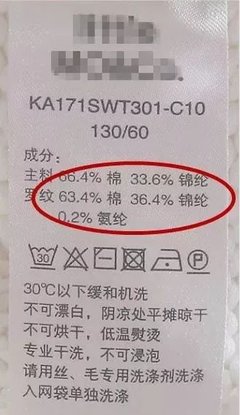 KA171SWT301-C10
130/60
成分：
主料 66.4% 棉 33.6% 锦纶
罗纹 63.4% 棉 36.4% 锦纶
0.2% 氨纶
30
P
30℃以下缓和机洗
不可漂白，阴凉处平摊晾干
不可烘干，低温熨烫
专业干洗，不可浸泡
请用丝、毛专用洗涤剂洗涤
入网袋单独洗涤